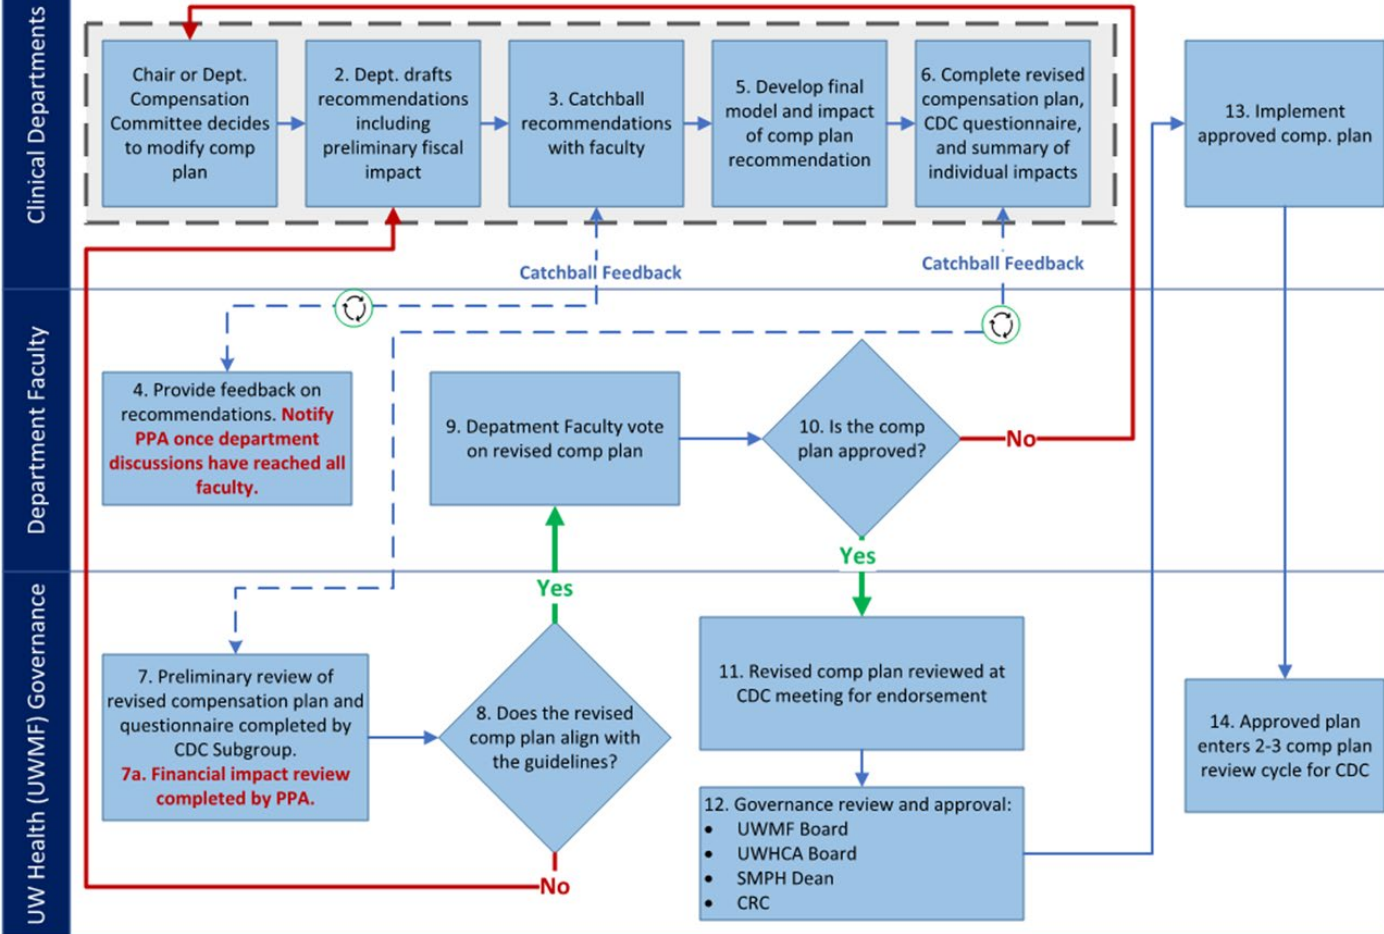 Clinical Departments
Chair or Dept.
Compensation
Committee decides
to modify comp
plan
2. Dept. drafts
recommendations
including
preliminary fiscal
impact
3. Catchball
recommendations
with faculty
5. Develop final
model and impact
of comp plan
recommendation
6. Complete revised
compensation plan,
CDC questionnaire,
and summary of
individual impacts
13. Implement
approved comp. plan
Catchball Feedback
Catchball Feedback
Department Faculty
4. Provide feedback on
recommendations. Notify
PPA once department
discussions have reached all
faculty.
9. Depatment Faculty vote
on revised comp plan
10. Is the comp
plan approved?
No
Yes
Yes
UW Health (UWMF) Governance
7. Preliminary review of
revised compensation plan and
questionnaire completed by
CDC Subgroup.
7a. Financial impact review
completed by PPA.
8. Does the revised
comp plan align with
the guidelines?
No
11. Revised comp plan reviewed at
CDC meeting for endorsement
12. Governance review and approval:
• UWMF Board
• UWHCA Board
• SMPH Dean
• CRC
14. Approved plan
enters 2-3 comp plan
review cycle for CDC